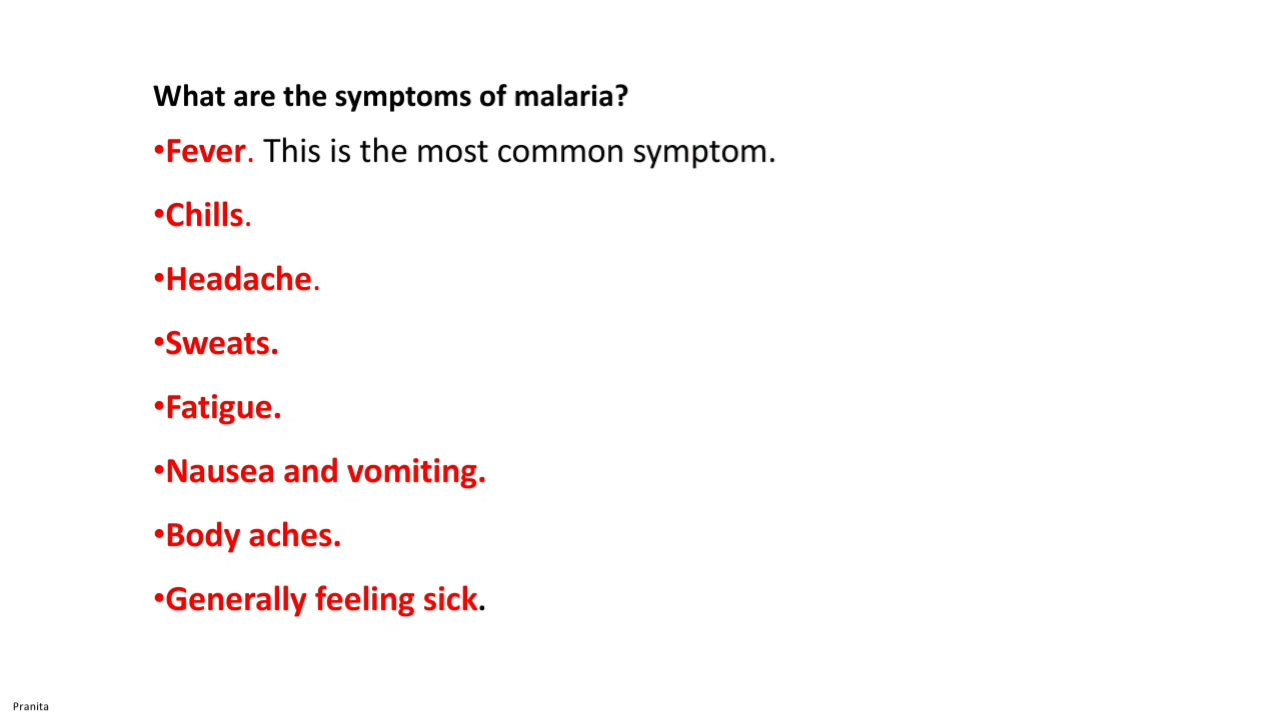 What are the symptoms of malaria?
•Fever. This is the most common symptom.
•Chills.
•Headache.
•Sweats.
•Fatigue.
•Nausea and vomiting.
•Body aches.
•Generally feeling sick.
Pranita